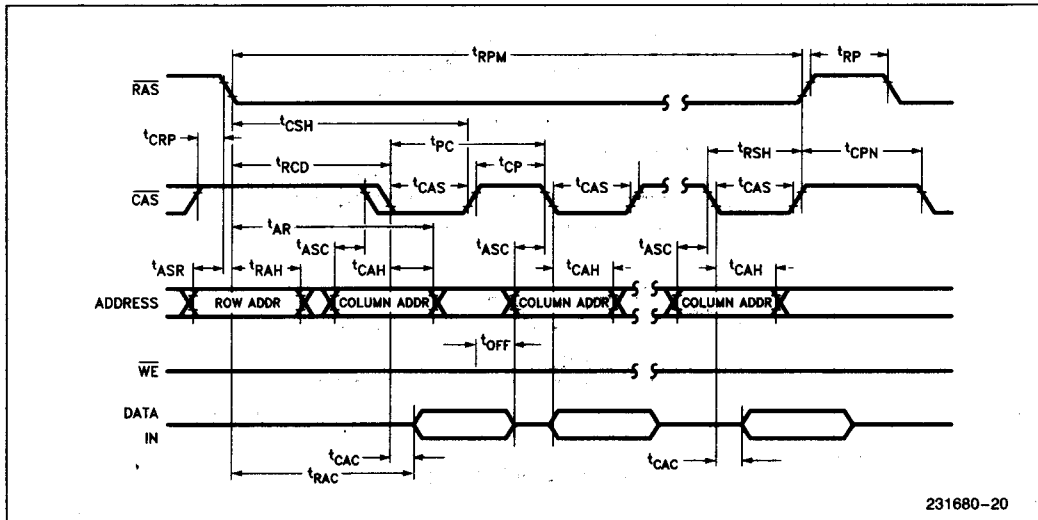 tRPM
tRP
RAS
tCRP
tCSH
tPC
tRCD
tCP
tRSH
tCPN
CAS
tCAS
tCAS
tCAS
tAR
tASC
tASC
tASC
tASR
tRAH
tCAH
tCAH
tCAH
ADDRESS
ROW ADDR
COLUMN ADDR
COLUMN ADDR
COLUMN ADDR
tOFF
WE
DATA
IN
tCAC
tCAC
tRAC
231680-20